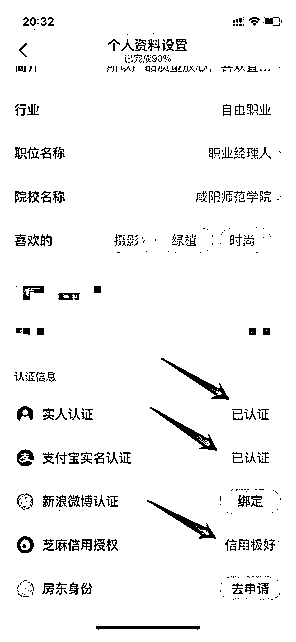 20:32
个人资料设置
已完成90%
行业 自由职业
职位名称 职业经理人
院校名称 咸阳师范学院
喜欢的 摄影 绿植 时尚
认证信息
实人认证 已认证
支付宝实名认证 已认证
新浪微博认证 绑定
芝麻信用授权 信用极好
房东身份 去申请